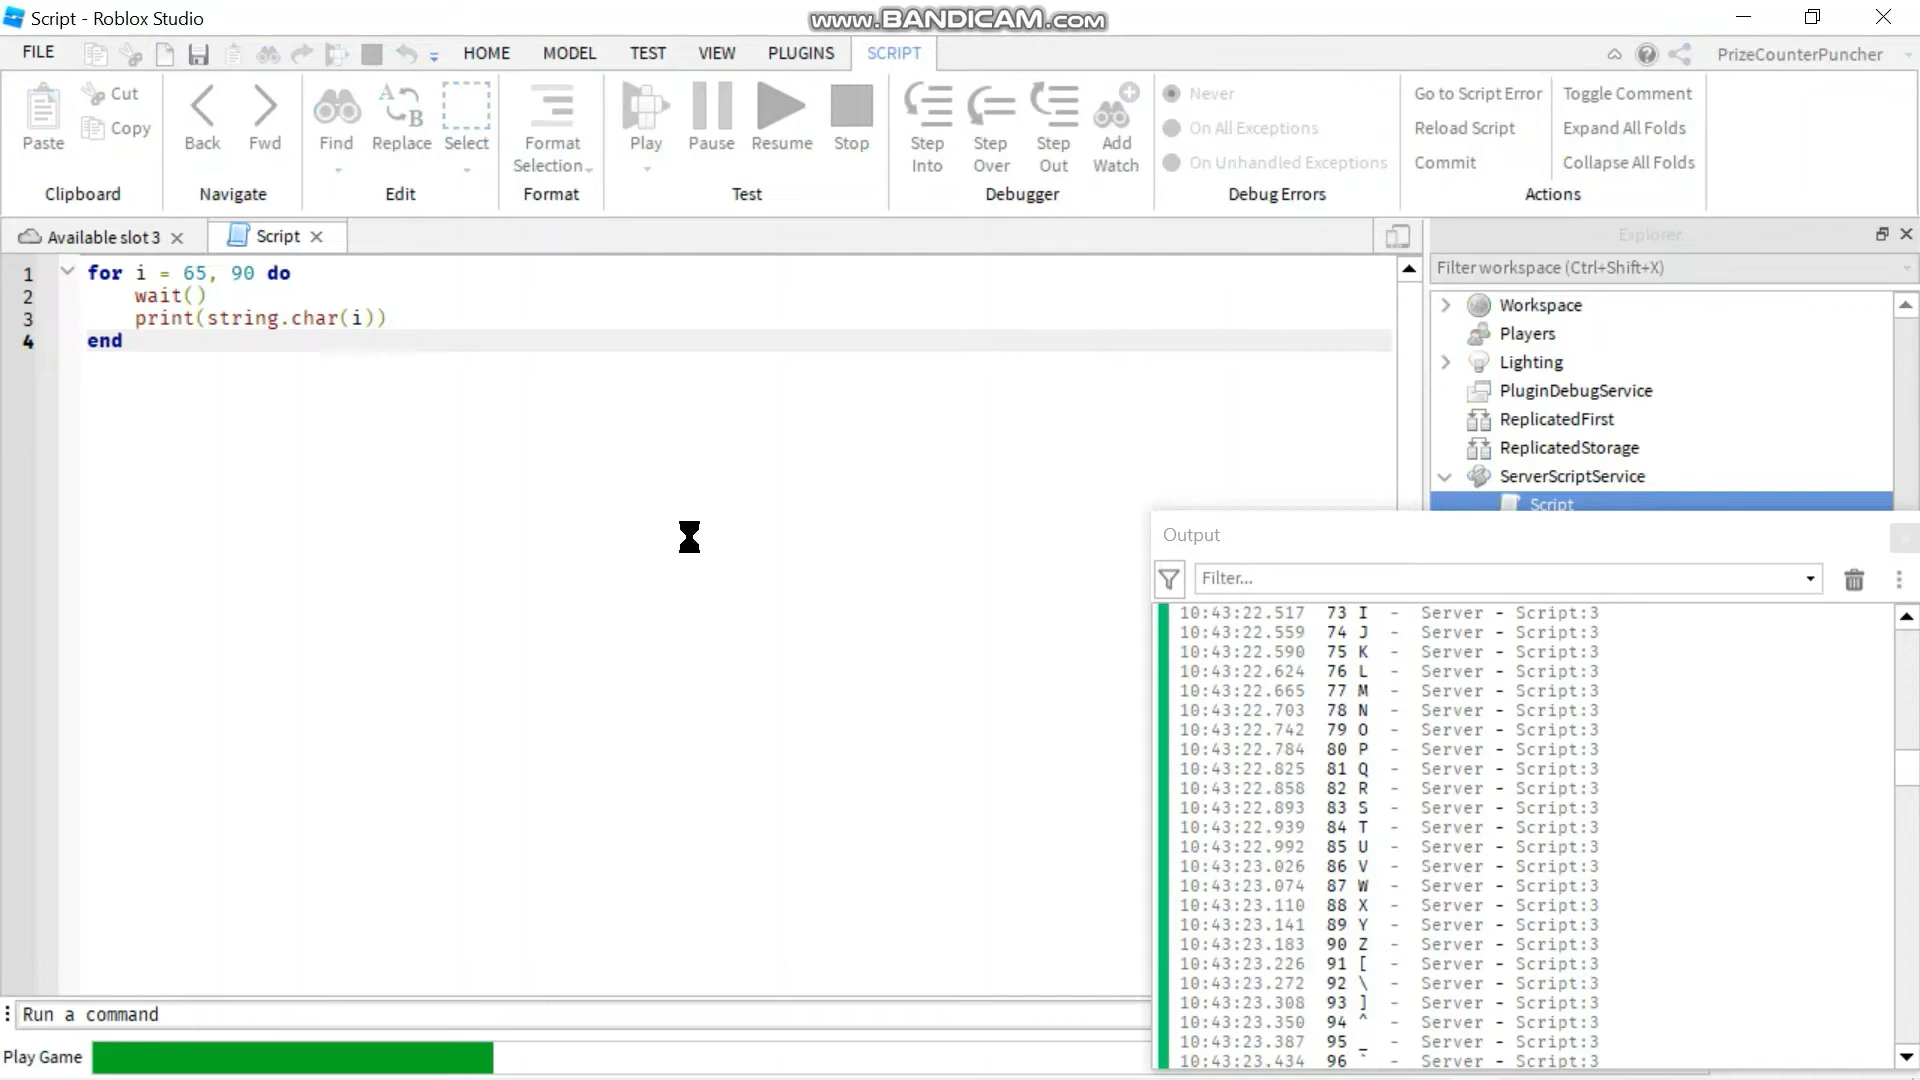 Script - Roblox Studio
www.BANDICAM.com
FILE
HOME
MODEL
TEST
VIEW
PLUGINS
SCRIPT
PrizeCounterPuncher
Paste
Cut
Copy
Clipboard
Back
Fwd
Navigate
Find
Replace
Select
Edit
Format
Selection
Format
Play
Pause
Resume
Stop
Test
Step
Into
Step
Over
Step
Out
Add
Watch
Debugger
Never
On All Exceptions
On Unhandled Exceptions
Debug Errors
Go to Script Error
Reload Script
Commit
Toggle Comment
Expand All Folds
Collapse All Folds
Actions
Available slot 3
Script
1 for i = 65, 90 do
2 wait()
3 print(string.char(i))
4 end
Explorer
Filter workspace (Ctrl+Shift+X)
Workspace
Players
Lighting
PluginDebugService
ReplicatedFirst
ReplicatedStorage
ServerScriptService
Script
Output
Filter...
10:43:22.517 73 I - Server - Script:3
10:43:22.559 74 J - Server - Script:3
10:43:22.590 75 K - Server - Script:3
10:43:22.624 76 L - Server - Script:3
10:43:22.665 77 M - Server - Script:3
10:43:22.703 78 N - Server - Script:3
10:43:22.742 79 O - Server - Script:3
10:43:22.784 80 P - Server - Script:3
10:43:22.825 81 Q - Server - Script:3
10:43:22.858 82 R - Server - Script:3
10:43:22.893 83 S - Server - Script:3
10:43:22.939 84 T - Server - Script:3
10:43:22.992 85 U - Server - Script:3
10:43:23.026 86 V - Server - Script:3
10:43:23.074 87 W - Server - Script:3
10:43:23.110 88 X - Server - Script:3
10:43:23.141 89 Y - Server - Script:3
10:43:23.183 90 Z - Server - Script:3
10:43:23.226 91 [ - Server - Script:3
10:43:23.272 92 \ - Server - Script:3
10:43:23.308 93 ] - Server - Script:3
10:43:23.350 94 ^ - Server - Script:3
10:43:23.387 95 _ - Server - Script:3
10:43:23.434 96 ` - Server - Script:3
Run a command
Play Game